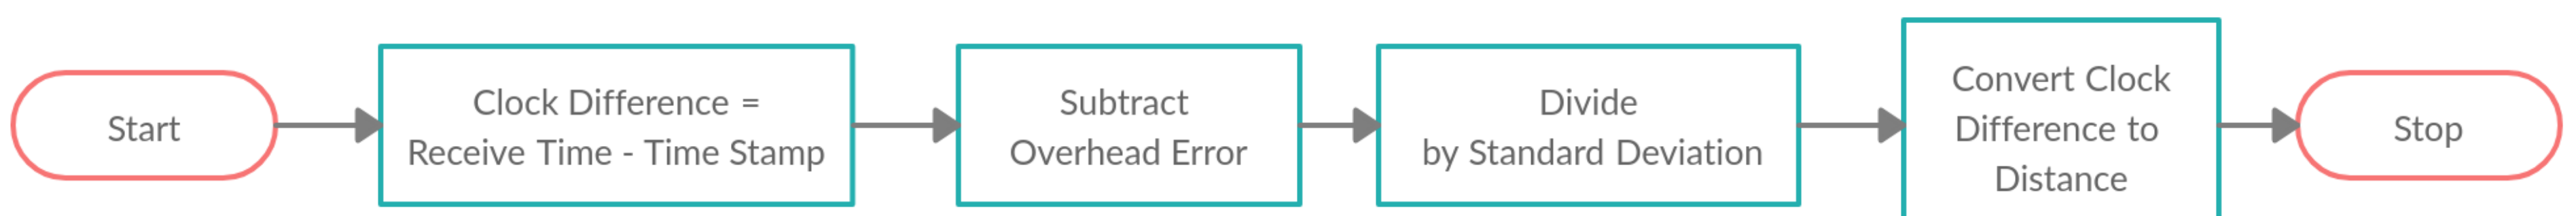 Start
Clock Difference =
Receive Time - Time Stamp
Subtract
Overhead Error
Divide
by Standard Deviation
Convert Clock
Difference to
Distance
Stop